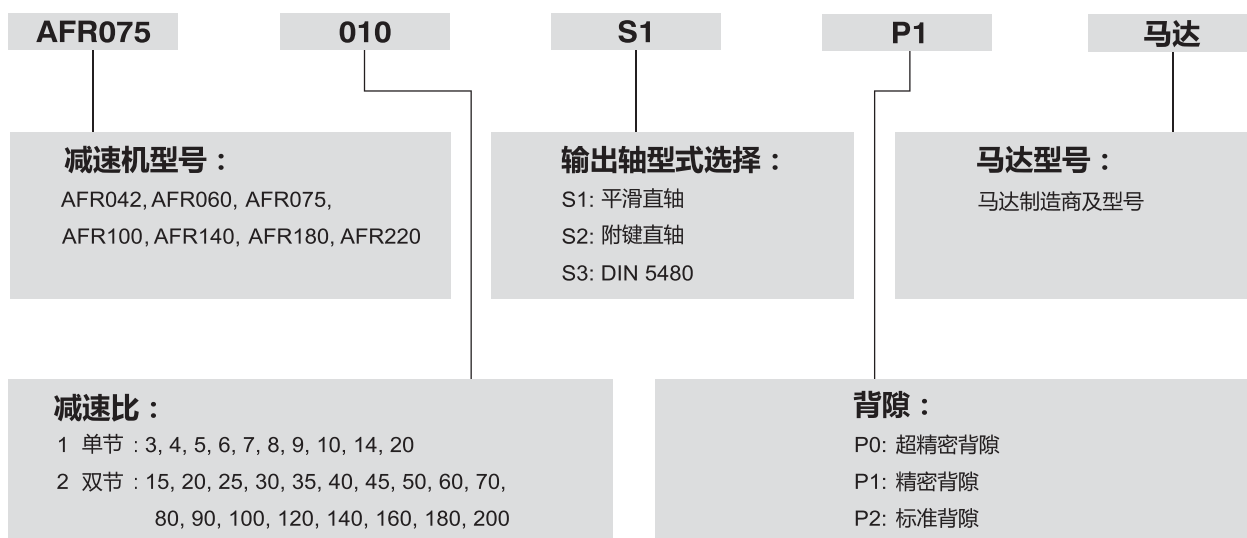 AFR075
010
S1
P1
马达
减速机型号：
AFR042, AFR060, AFR075,
AFR100, AFR140, AFR180, AFR220
输出轴型式选择：
S1: 平滑直轴
S2: 附键直轴
S3: DIN 5480
马达型号：
马达制造商及型号
减速比：
1 单节 : 3, 4, 5, 6, 7, 8, 9, 10, 14, 20
2 双节 : 15, 20, 25, 30, 35, 40, 45, 50, 60, 70,
80, 90, 100, 120, 140, 160, 180, 200
背隙：
P0: 超精密背隙
P1: 精密背隙
P2: 标准背隙